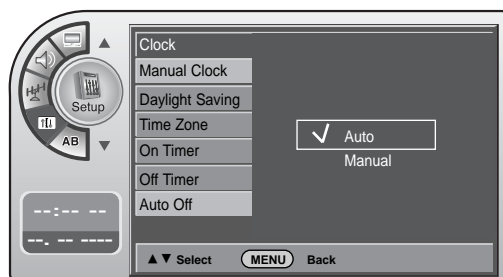 Clock
Manual Clock
Daylight Saving
Time Zone
On Timer
Off Timer
Auto Off
Setup
AB
Auto
Manual
--:-- --
--. -- ----
▲▼ Select MENU Back